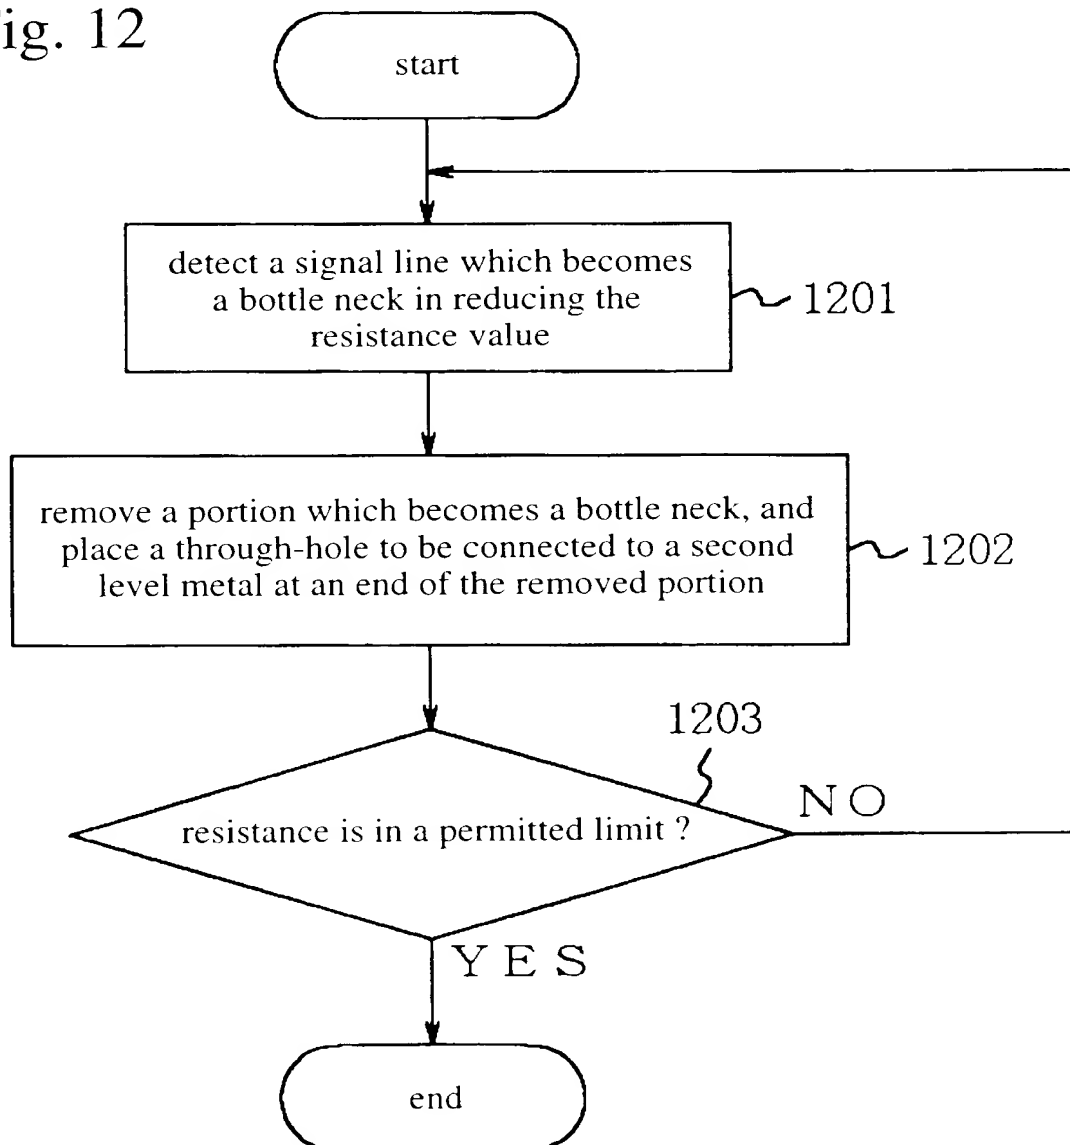 ig. 12
start
detect a signal line which becomes
a bottle neck in reducing the
resistance value
1201
remove a portion which becomes a bottle neck, and
place a through-hole to be connected to a second
level metal at an end of the removed portion
1202
1203
resistance is in a permitted limit ?
NO
YES
end